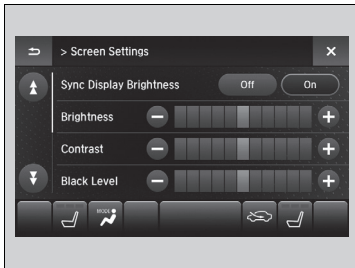 > Screen Settings
Sync Display Brightness Off On
Brightness
Contrast
Black Level
MODE